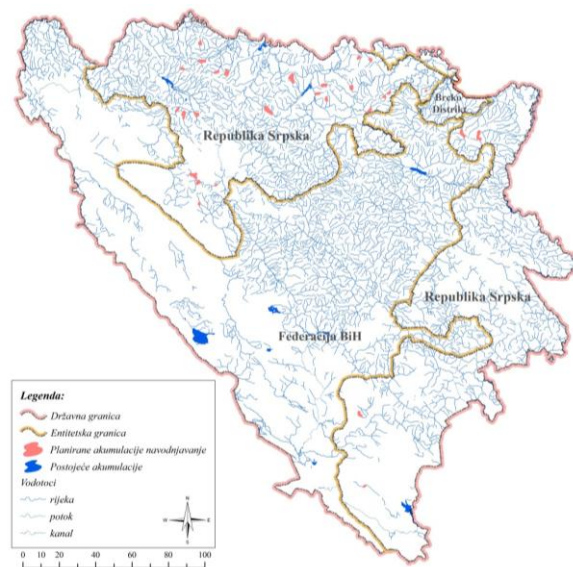 Brčko
Distrikt
Republika Srpska
Republika Srpska
Federacija BiH
Legenda:
Državna granica
Entitetska granica
Planirane akumulacije navodnjavanje
Postojeće akumulacije
Vodotoci
rijeka
potok
kanal
N
W
E
S
0 10 20 40 60 80 100